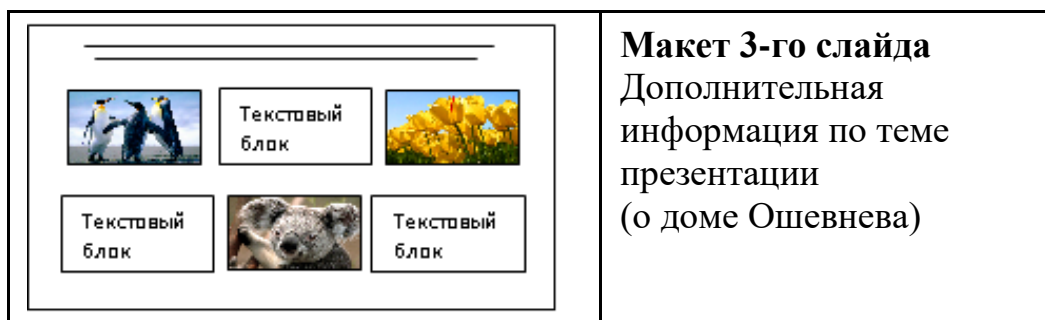 Текстовый
блок
Текстовый
блок
Текстовый
блок
Макет 3-го слайда
Дополнительная
информация по теме
презентации
(о доме Ошевнева)